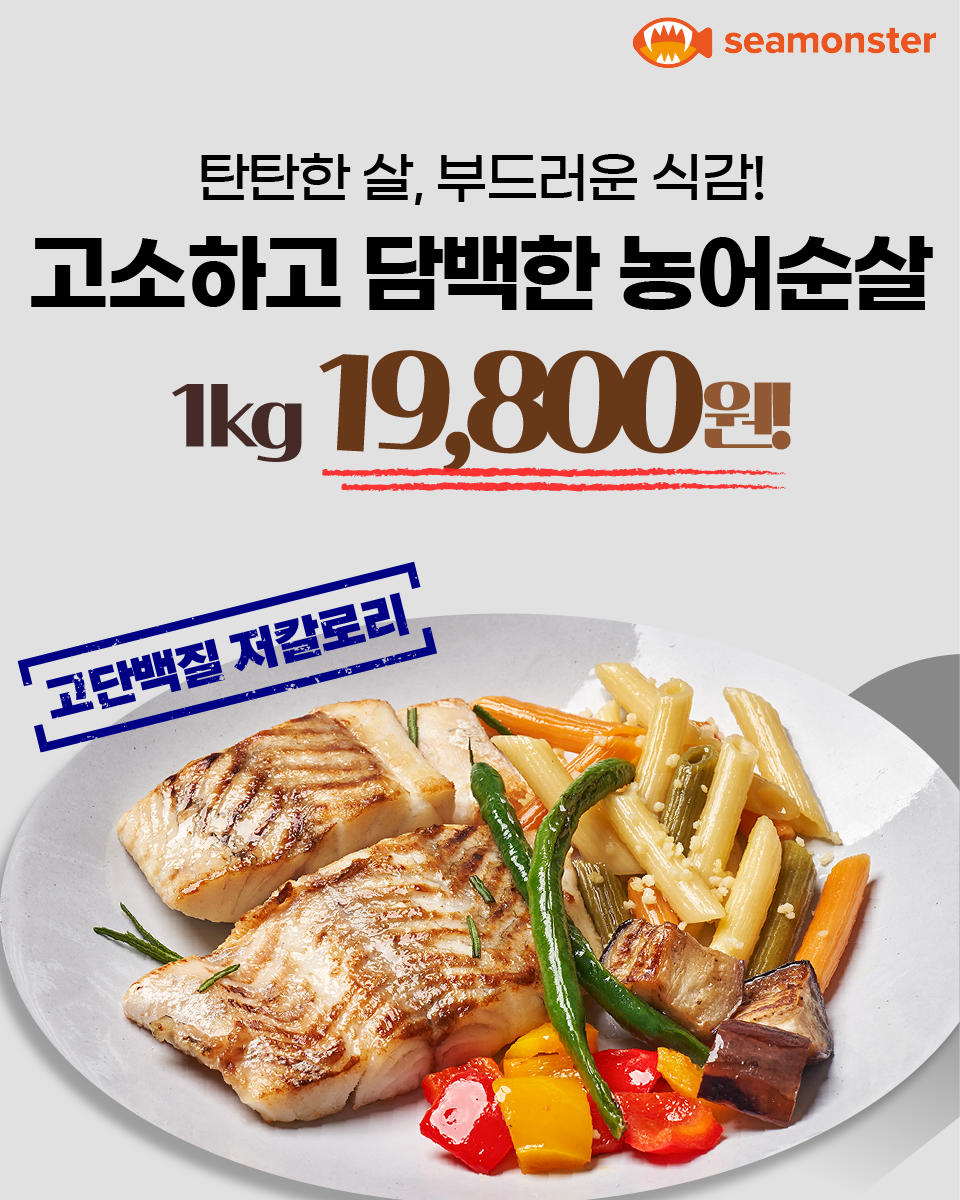 seamonster
탄탄한 살, 부드러운 식감!
고소하고 담백한 농어순살
1kg 19,800원!
고단백질 저칼로리